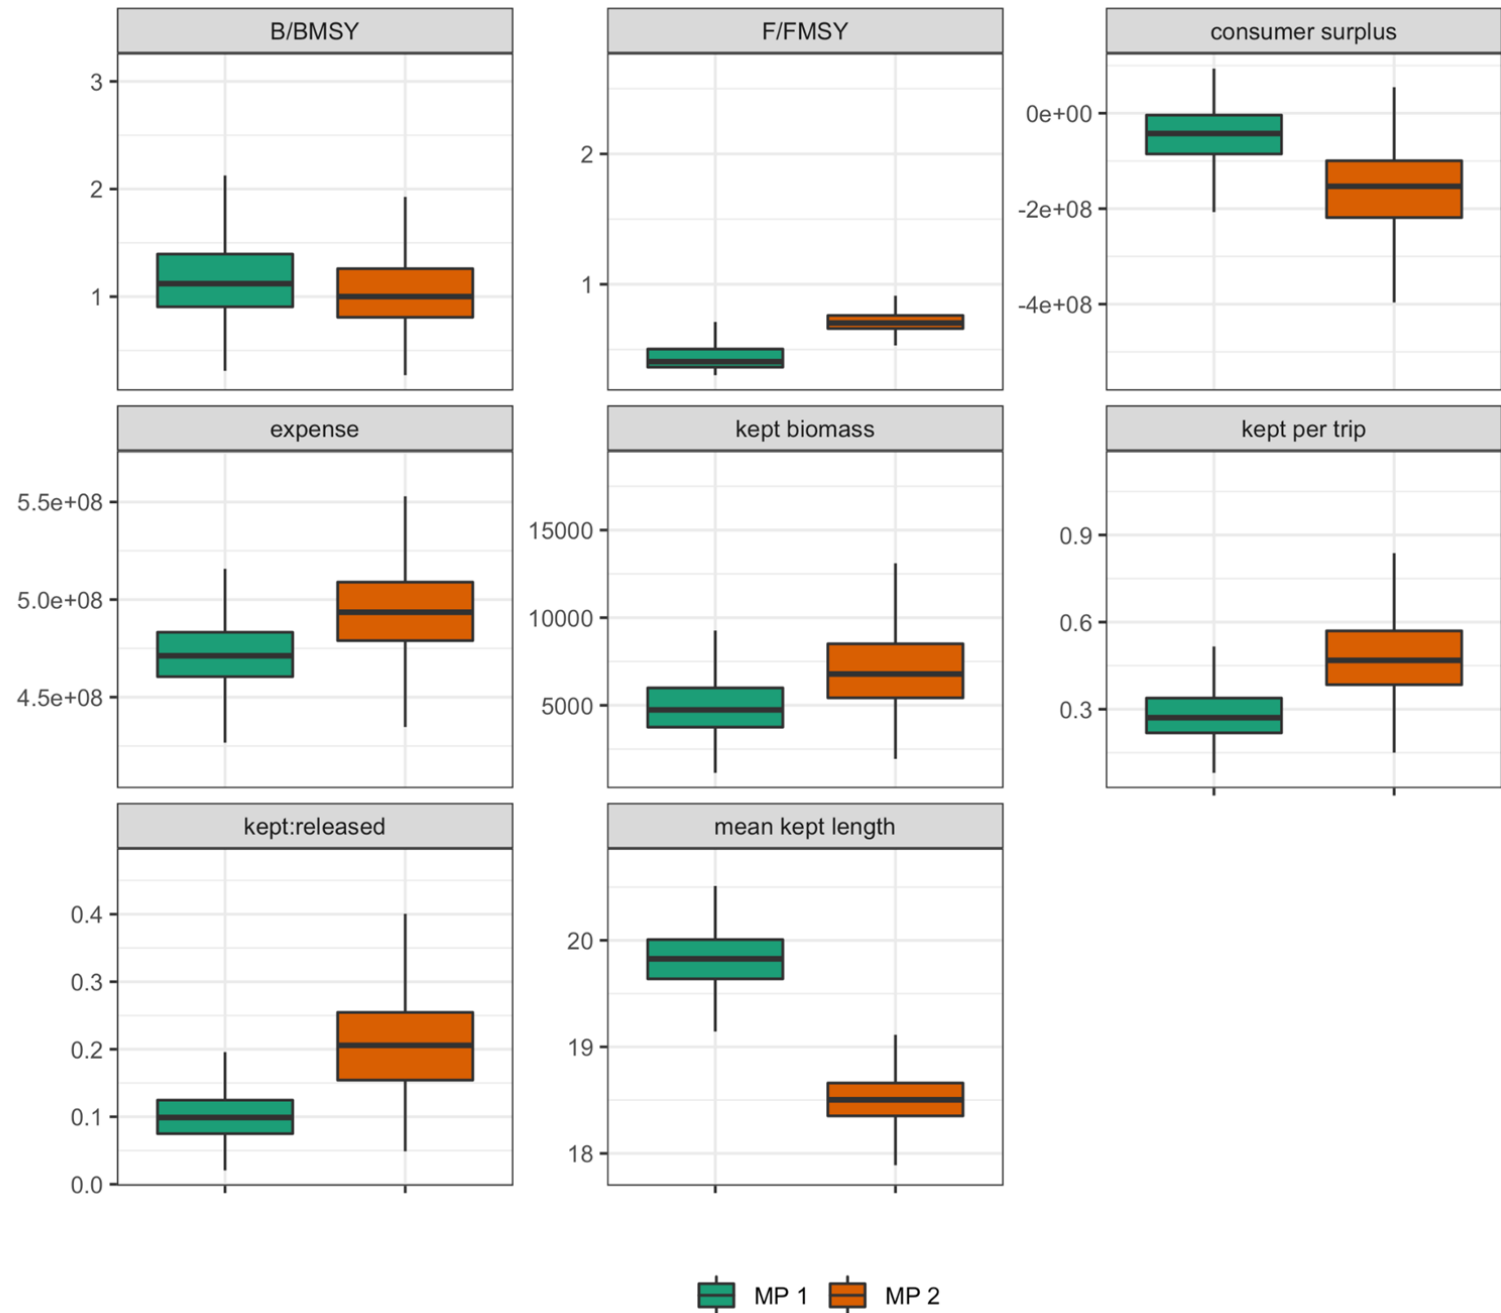 B/BMSY
F/FMSY
consumer surplus
3
2
1
2
1
0e+00
-2e+08
-4e+08
expense
kept biomass
kept per trip
5.5e+08
5.0e+08
4.5e+08
15000
10000
5000
0.9
0.6
0.3
kept:released
mean kept length
0.4
0.3
0.2
0.1
0.0
20
19
18
MP 1
MP 2